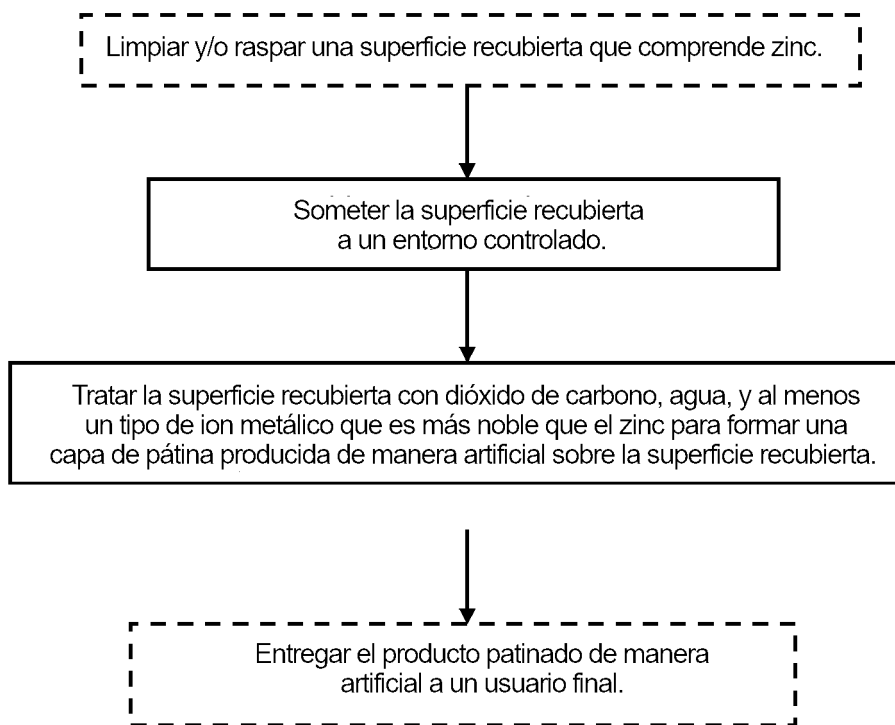 Limpiar y/o raspar una superficie recubierta que comprende zinc.
Someter la superficie recubierta
a un entorno controlado.
Tratar la superficie recubierta con dióxido de carbono, agua, y al menos
un tipo de ion metálico que es más noble que el zinc para formar una
capa de pátina producida de manera artificial sobre la superficie recubierta.
Entregar el producto patinado de manera
artificial a un usuario final.